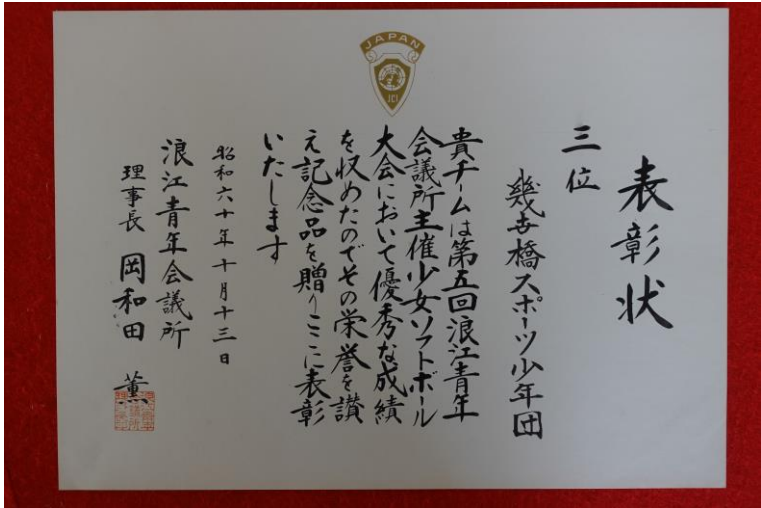 JAPAN
JCI
表彰状
三位
幾世橋スポーツ少年団
貴チームは第五回浪江青年
会議所主催少女ソフトボール
大会において優秀な成績
を収めたのでその栄誉を讃
え記念品を贈りここに表彰
いたします
昭和六十年十月十三日
浪江青年会議所
理事長 岡和田 薫